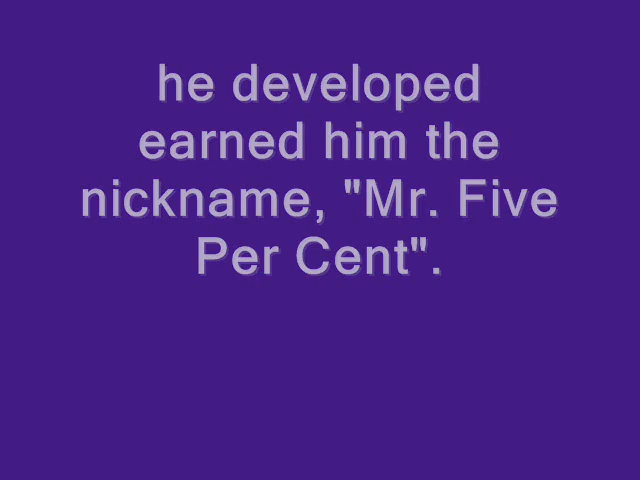 he developed
earned him the
nickname, "Mr. Five
Per Cent".